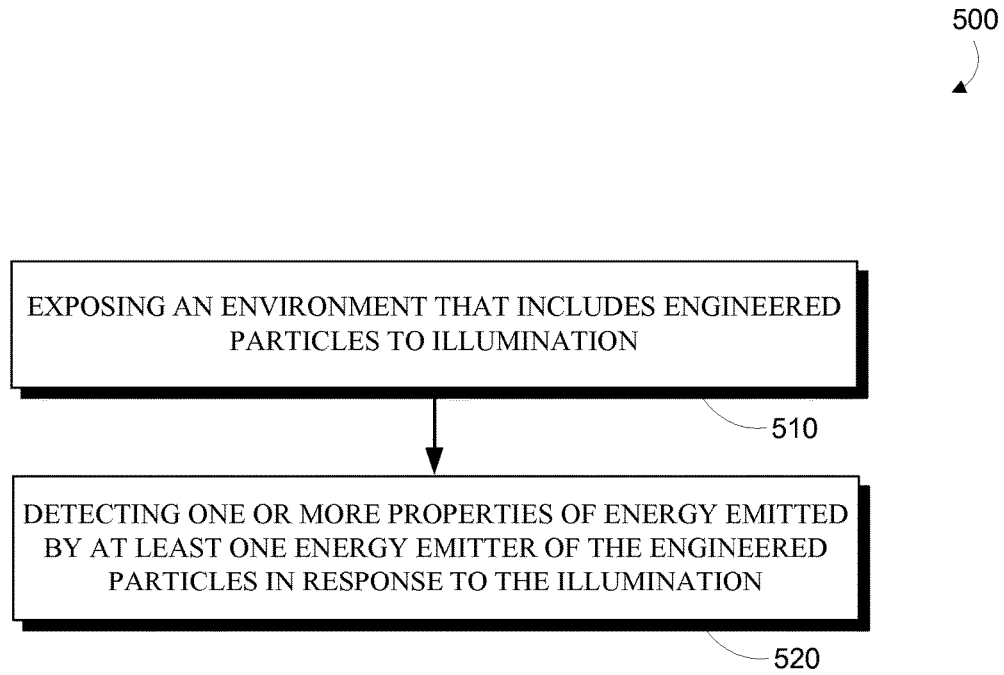 500
EXPOSING AN ENVIRONMENT THAT INCLUDES ENGINEERED
PARTICLES TO ILLUMINATION
510
DETECTING ONE OR MORE PROPERTIES OF ENERGY EMITTED
BY AT LEAST ONE ENERGY EMITTER OF THE ENGINEERED
PARTICLES IN RESPONSE TO THE ILLUMINATION
520